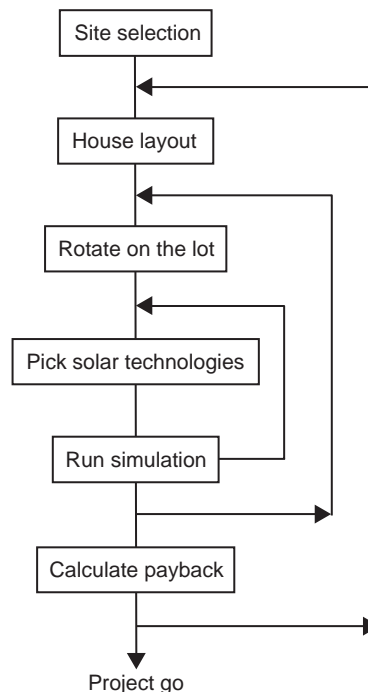 Site selection
House layout
Rotate on the lot
Pick solar technologies
Run simulation
Calculate payback
Project go